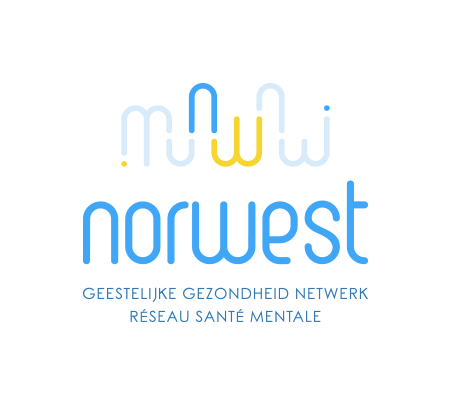 norwest
GEESTELIJKE GEZONDHEID NETWERK
RÉSEAU SANTÉ MENTALE